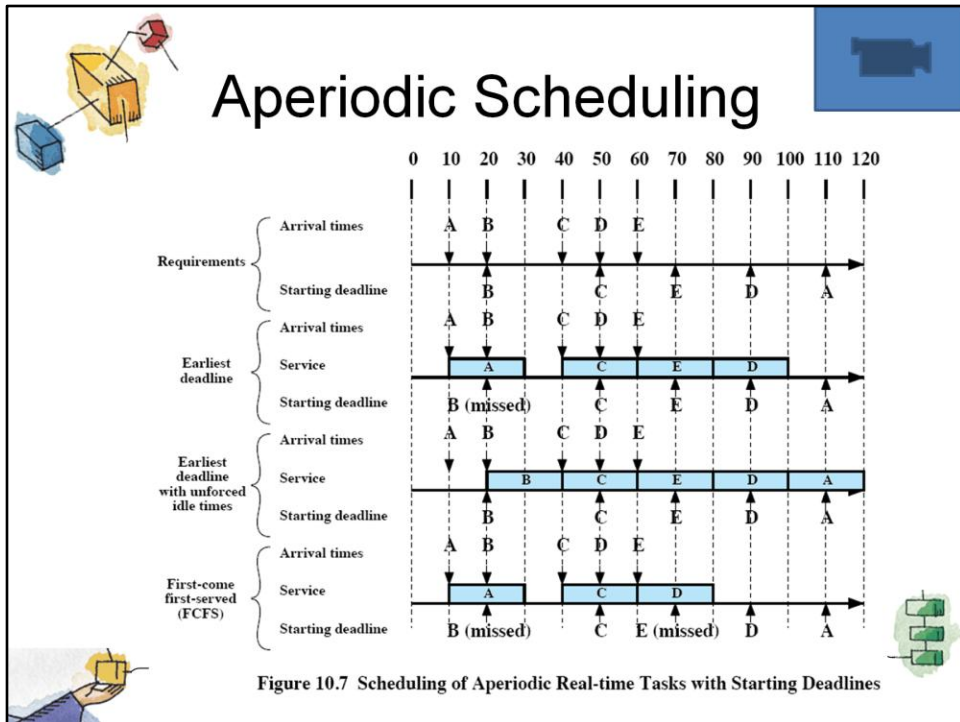 Aperiodic Scheduling
0 10 20 30 40 50 60 70 80 90 100 110 120
Arrival times A B C D E
Requirements
Starting deadline B C E D A
Arrival times A B C D E
Earliest
deadline
Service A C E D
Starting deadline B (missed) C E D A
Arrival times A B C D E
Earliest
deadline
with unforced
idle times
Service B C E D A
Starting deadline B C E D A
Arrival times A B C D E
First-come
first-served
(FCFS)
Service A C D
Starting deadline B (missed) C E (missed) D A
Figure 10.7 Scheduling of Aperiodic Real-time Tasks with Starting Deadlines